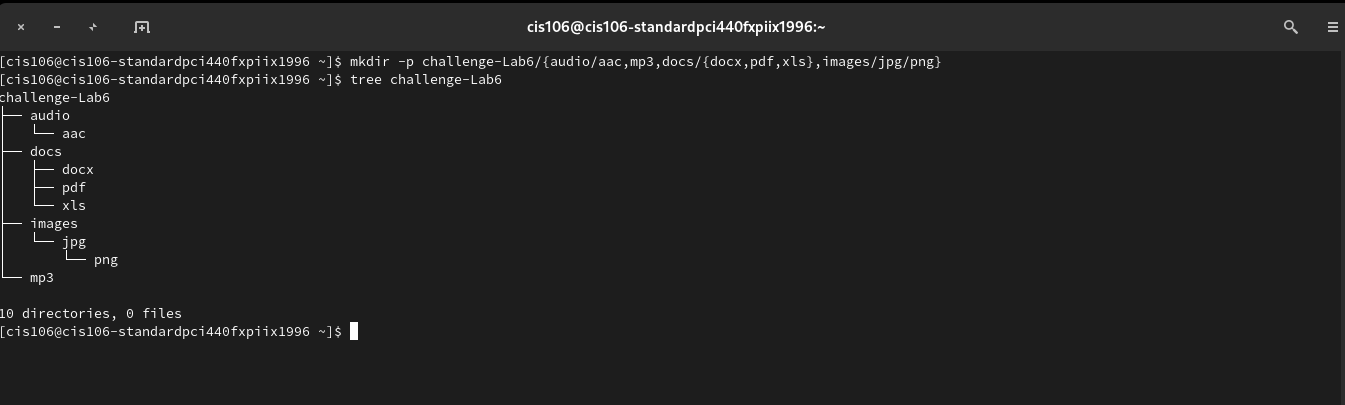 cis106@cis106-standardpci440fxpiix1996:~
[cis106@cis106-standardpci440fxpiix1996 ~]$ mkdir -p challenge-Lab6/{audio/aac,mp3,docs/{docx,pdf,xls},images/jpg/png}
[cis106@cis106-standardpci440fxpiix1996 ~]$ tree challenge-Lab6
challenge-Lab6
├── audio
│   └── aac
├── docs
│   ├── docx
│   ├── pdf
│   └── xls
├── images
│   └── jpg
│       └── png
└── mp3
10 directories, 0 files
[cis106@cis106-standardpci440fxpiix1996 ~]$